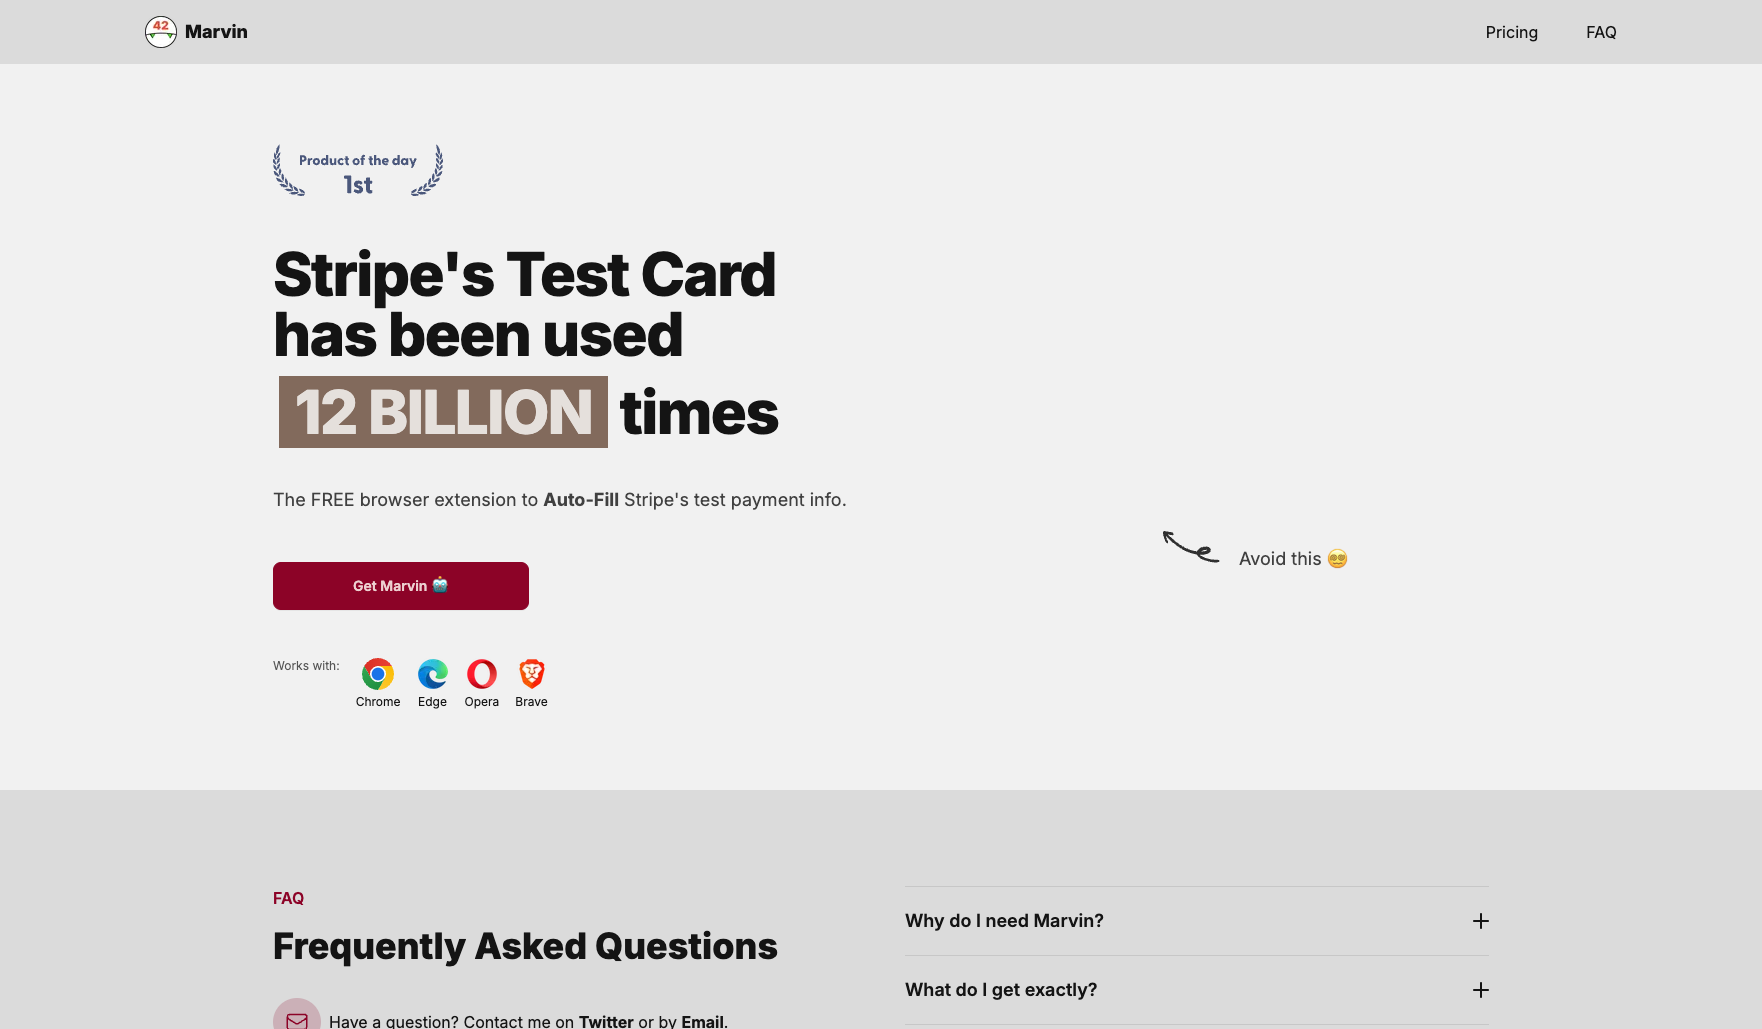 42 Marvin
Pricing
FAQ
Product of the day
1st
Stripe's Test Card
has been used
12 BILLION times
The FREE browser extension to Auto-Fill Stripe's test payment info.
Get Marvin
Works with:
Chrome
Edge
Opera
Brave
Avoid this
FAQ
Frequently Asked Questions
Have a question? Contact me on Twitter or by Email.
Why do I need Marvin?
What do I get exactly?